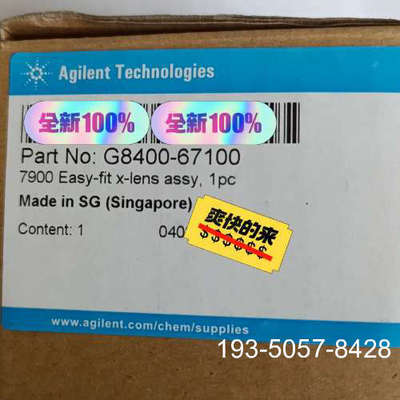 Agilent Technologies
全新100% 全新100%
Part No: G8400-67100
7900 Easy-fit x-lens assy, 1pc
Made in SG (Singapore)
爽快的来
$$$$$$
Content: 1 040
www.agilent.com/chem/supplies
193-5057-8428